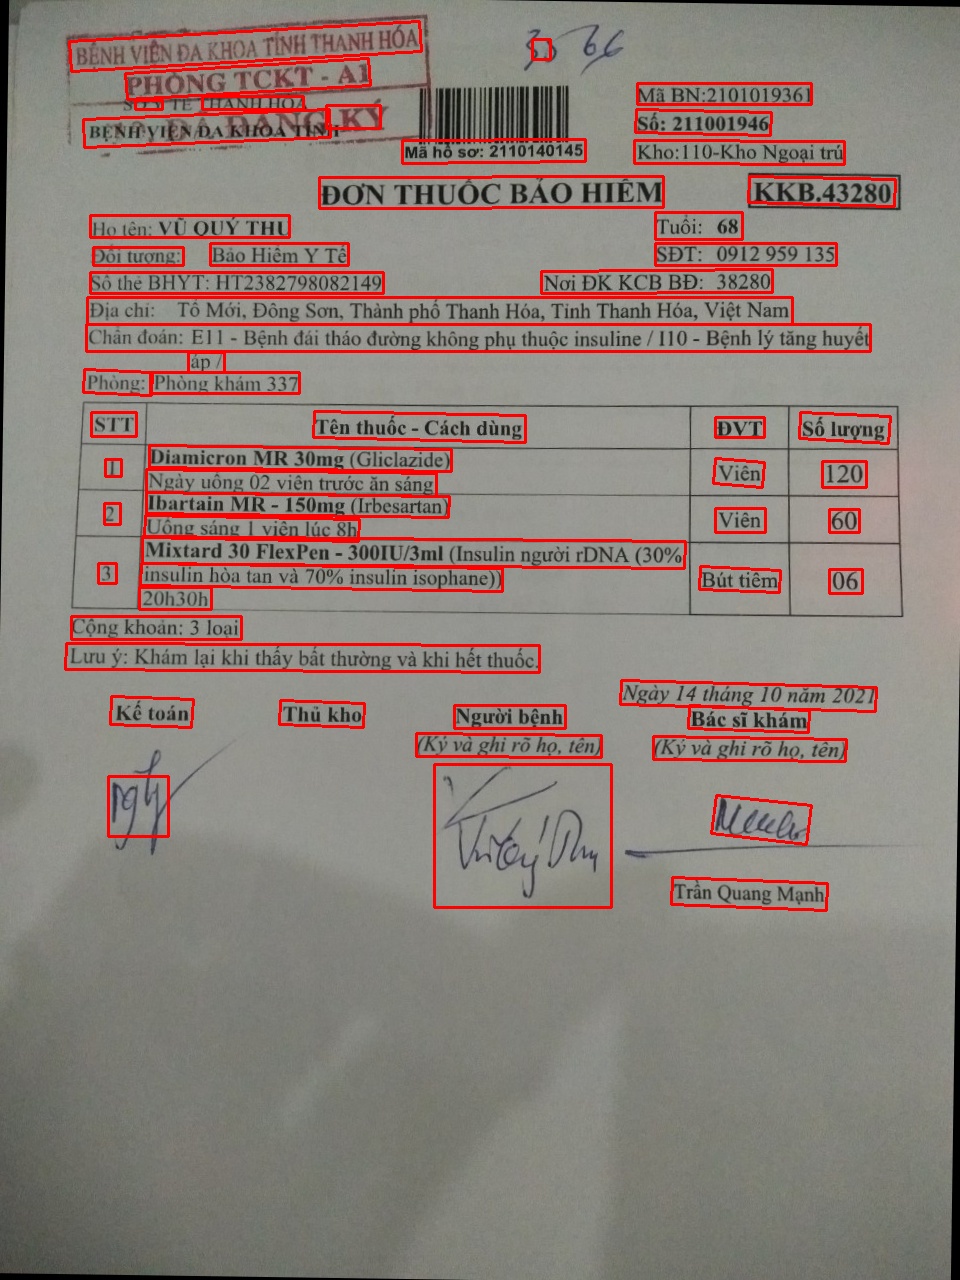 BỆNH VIỆN ĐA KHOA TỈNH THANH HÓA
PHÒNG TCKT - A1
ĐÃ ĐĂNG KÝ
SỞ Y TẾ THANH HÓA
BỆNH VIỆN ĐA KHOA TỈNH
66
Mã hồ sơ: 2110140145
Mã BN:2101019361
Số: 211001946
Kho:110-Kho Ngoại trú
ĐƠN THUỐC BẢO HIỂM
KKB.43280
Họ tên: VŨ QUÝ THU
Tuổi: 68
Đối tượng: Bảo Hiểm Y Tế
SĐT: 0912 959 135
Số thẻ BHYT: HT2382798082149
Nơi ĐK KCB BĐ: 38280
Địa chỉ: Tổ Mới, Đông Sơn, Thành phố Thanh Hóa, Tỉnh Thanh Hóa, Việt Nam
Chẩn đoán: E11 - Bệnh đái tháo đường không phụ thuộc insuline / I10 - Bệnh lý tăng huyết
áp /
Phòng: Phòng khám 337
STT Tên thuốc - Cách dùng ĐVT Số lượng
1 Diamicron MR 30mg (Gliclazide) Viên 120
Ngày uống 02 viên trước ăn sáng
2 Ibartain MR - 150mg (Irbesartan) Viên 60
Uống sáng 1 viên lúc 8h
3 Mixtard 30 FlexPen - 300IU/3ml (Insulin người rDNA (30% Bút tiêm 06
insulin hòa tan và 70% insulin isophane))
20h30h
Cộng khoản: 3 loại
Lưu ý: Khám lại khi thấy bất thường và khi hết thuốc.
Ngày 14 tháng 10 năm 2021
Kế toán Thủ kho Người bệnh Bác sĩ khám
(Ký và ghi rõ họ, tên) (Ký và ghi rõ họ, tên)
Trần Quang Mạnh